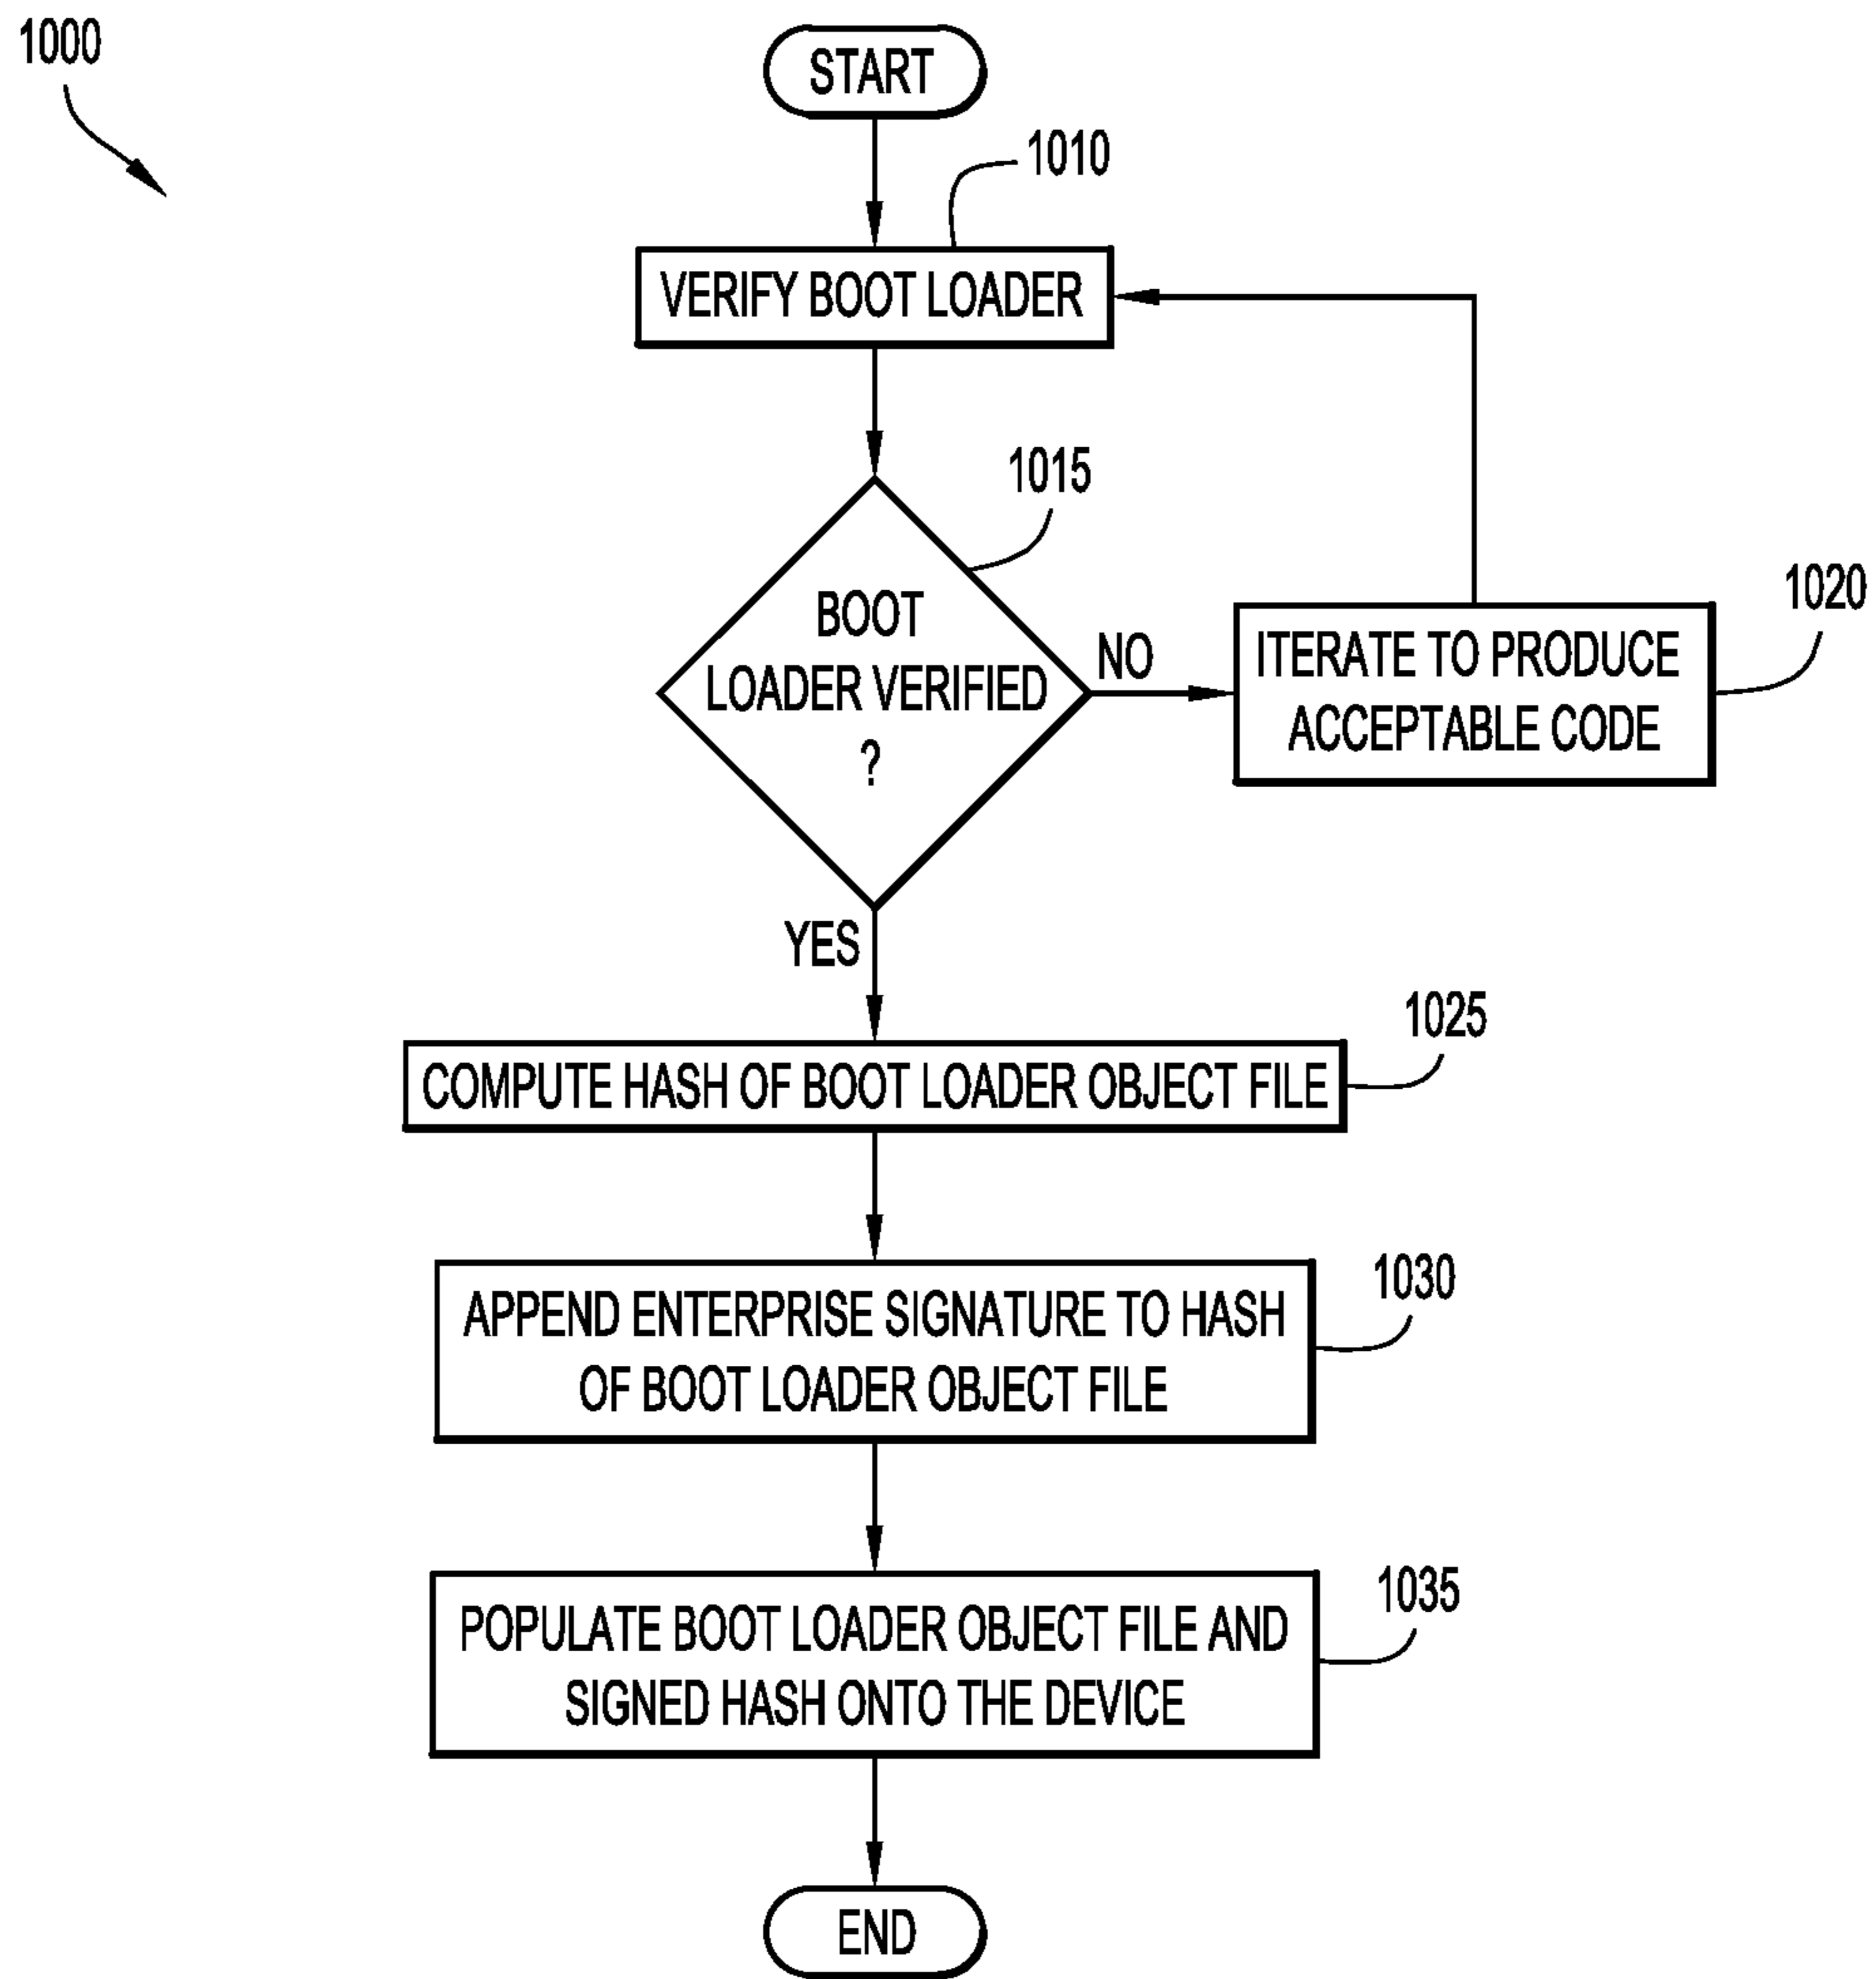 1000
START
1010
VERIFY BOOT LOADER
1015
BOOT
LOADER VERIFIED
?
NO
1020
ITERATE TO PRODUCE
ACCEPTABLE CODE
YES
1025
COMPUTE HASH OF BOOT LOADER OBJECT FILE
1030
APPEND ENTERPRISE SIGNATURE TO HASH
OF BOOT LOADER OBJECT FILE
1035
POPULATE BOOT LOADER OBJECT FILE AND
SIGNED HASH ONTO THE DEVICE
END